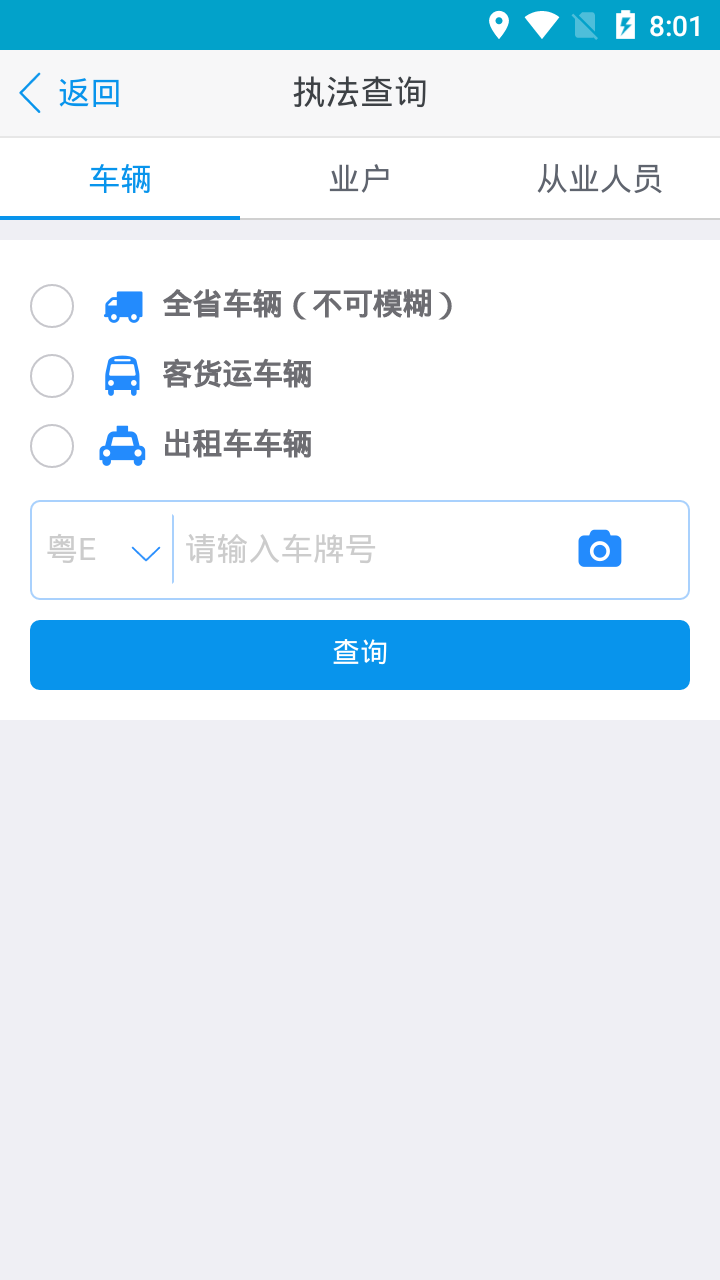 8:01
返回
执法查询
车辆
业户
从业人员
全省车辆（不可模糊）
客货运车辆
出租车车辆
粤E
请输入车牌号
查询